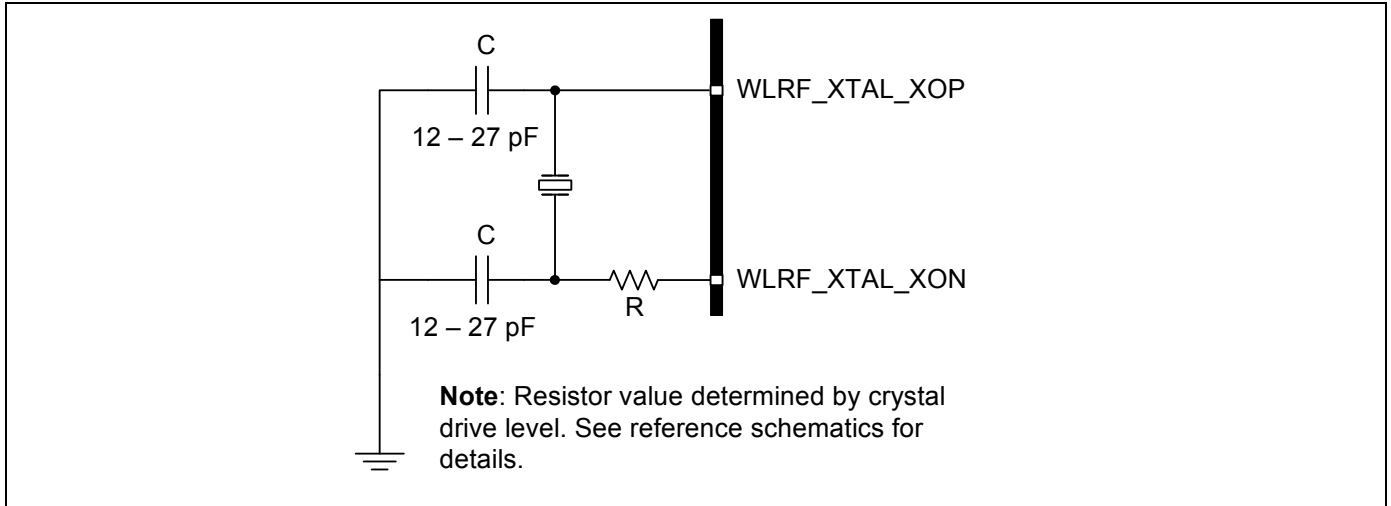 C
WLRF_XTAL_XOP
12 – 27 pF
C
WLRF_XTAL_XON
R
12 – 27 pF
Note: Resistor value determined by crystal
drive level. See reference schematics for
details.